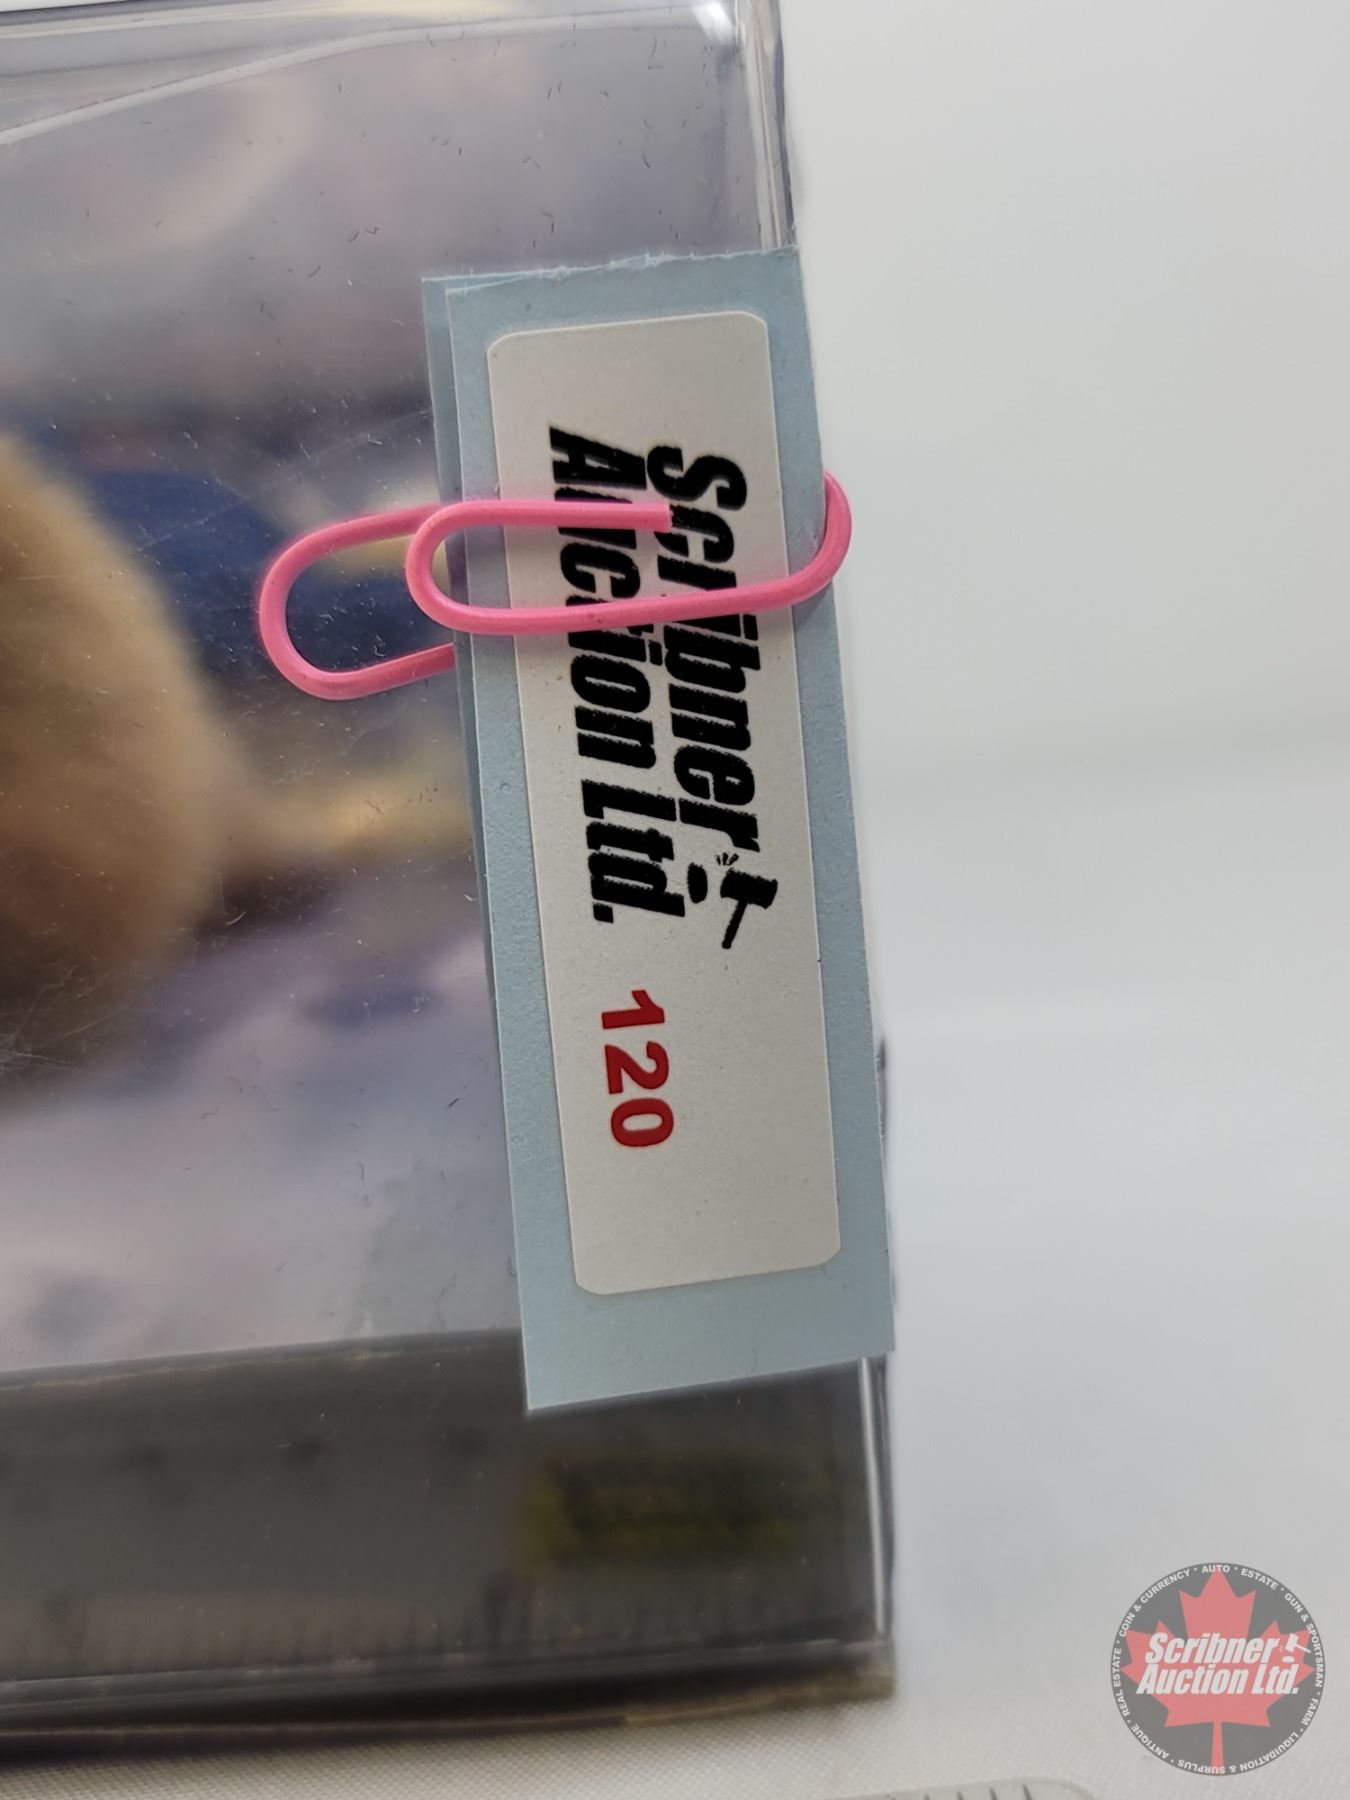 Scribner
Auction Ltd.
120
COIN & CURRENCY · AUTO · ESTATE · GUN & SPORTSMAN · FARM · LIQUIDATION & SURPLUS · ANTIQUE · REAL ESTATE ·
Scribner
Auction Ltd.